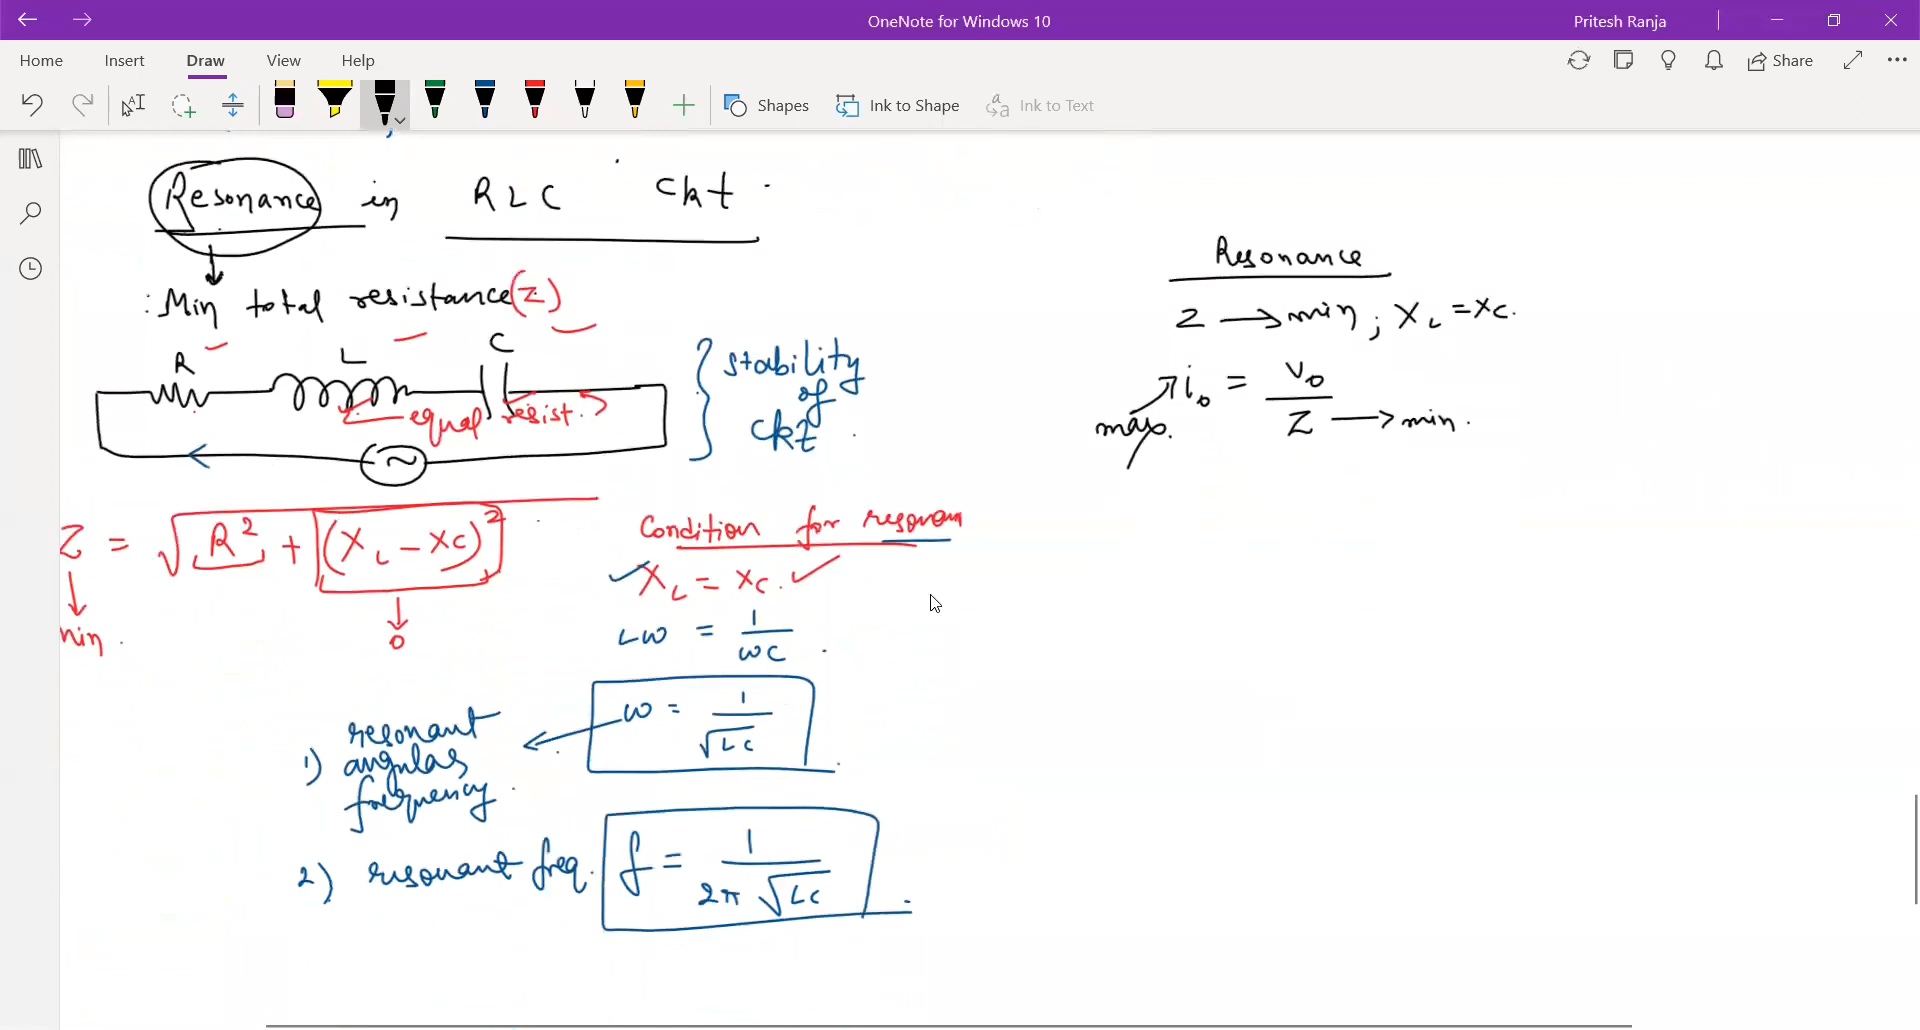 OneNote for Windows 10
Pritesh Ranja
Home Insert Draw View Help
Share
Shapes Ink to Shape Ink to Text
Resonance in RLC ckt
: Min total resistance (Z)
R L C
equal resist.
stability
of
ckt
Z = √R² + (XL - XC)²
min.
0
Condition for resonan
XL = XC.
Lω = 1/ωC
ω = 1/√LC
1) resonant
angular
frequency
2) resonant freq. f = 1/2π √LC
Resonance
Z → min ; XL = XC.
i₀ = V₀/Z → min.
max.